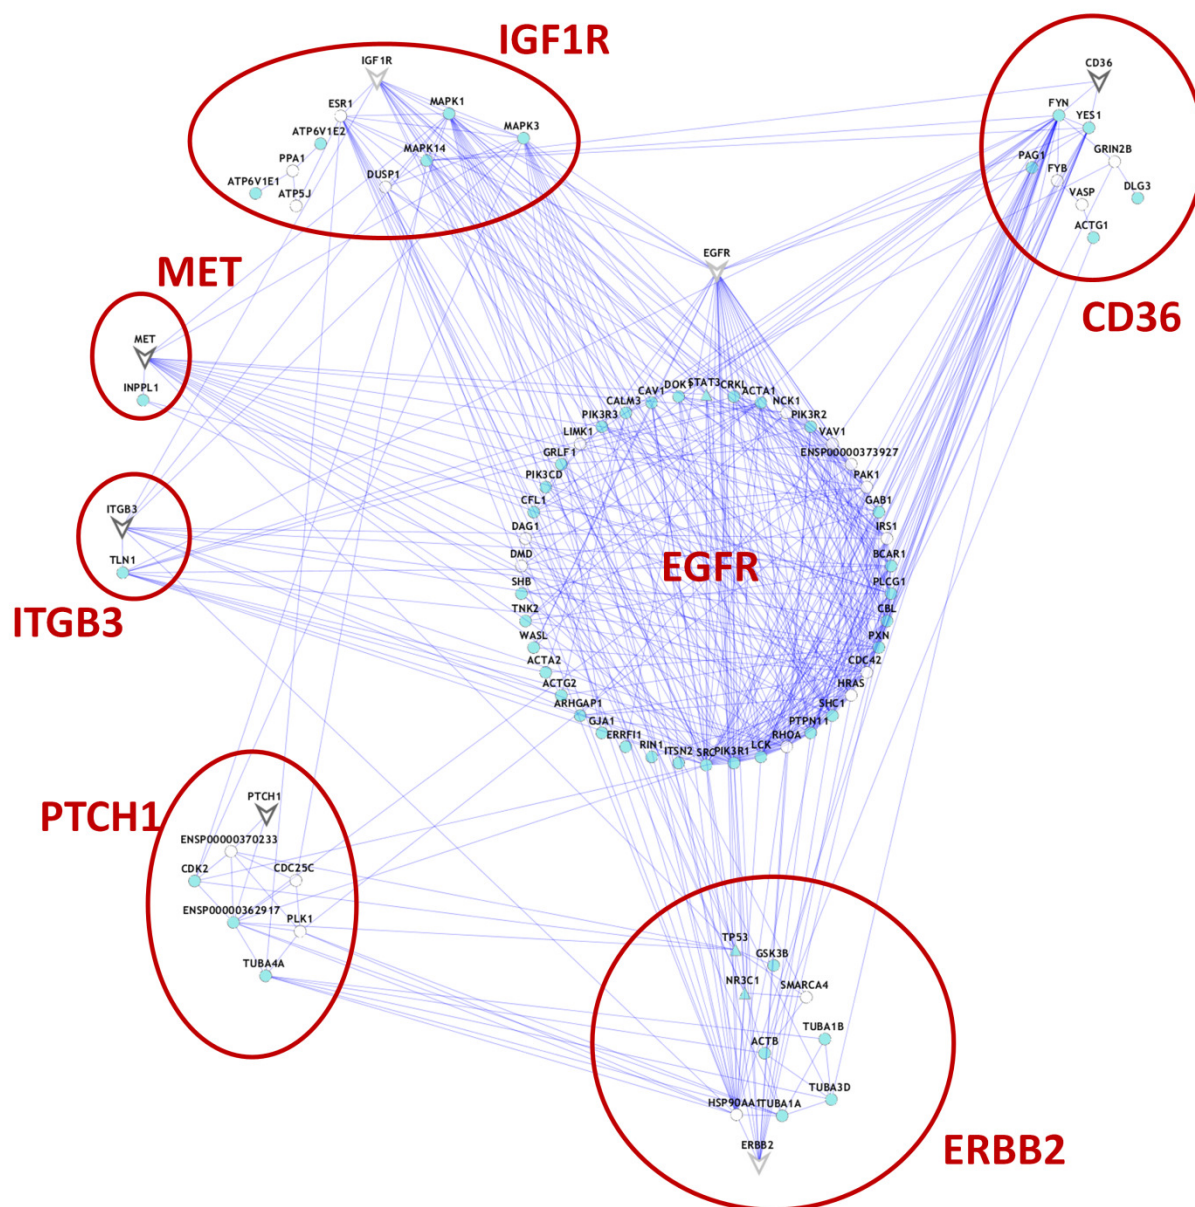 IGF1R
IGF1R
ESR1
MAPK1
ATP6V1E2
MAPK3
PPA1
MAPK14
ATP6V1E1
ATP5J
DUSP1
CD36
FYN
YES1
PAG1
GRIN2B
FYB
VASP
DLG3
ACTG1
CD36
MET
MET
INPPL1
ITGB3
TLN1
ITGB3
EGFR
EGFR
STAT3
CRKL
ACTA1
NCK1
PIK3R2
VAV1
ENSP00000373927
PAK1
GAB1
IRS1
BCAR1
PLCG1
CBL
PXN
CDC42
HRAS
SHC1
PTPN11
RHOA
LCK
PIK3R1
SRC
ITSN2
RIN1
ERRFI1
GJA1
ARHGAP1
ACTG2
ACTA2
WASL
TNK2
SHB
DMD
DAG1
CFL1
PIK3CD
GRLF1
LIMK1
PIK3R3
CALM3
CAV1
DOK1
PTCH1
PTCH1
ENSP00000370233
CDK2
CDC25C
ENSP00000362917
PLK1
TUBA4A
TP53
GSK3B
NR3C1
SMARCA4
TUBA1B
ACTB
TUBA3D
HSP90AA1
TUBA1A
ERBB2
ERBB2